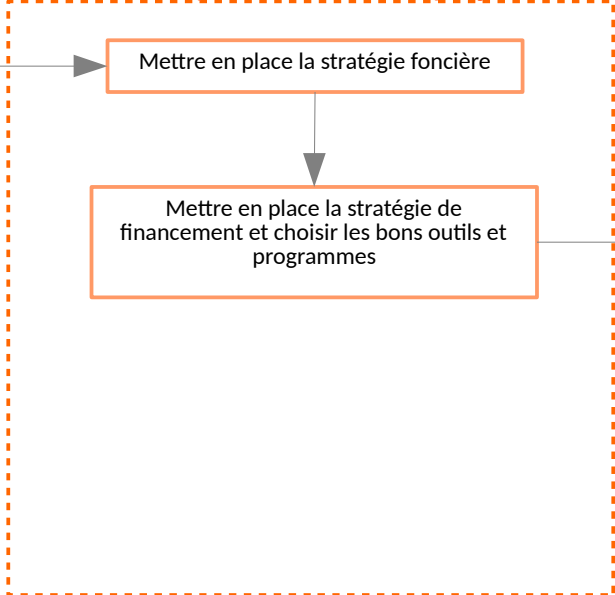 Mettre en place la stratégie foncière
Mettre en place la stratégie de
financement et choisir les bons outils et
programmes